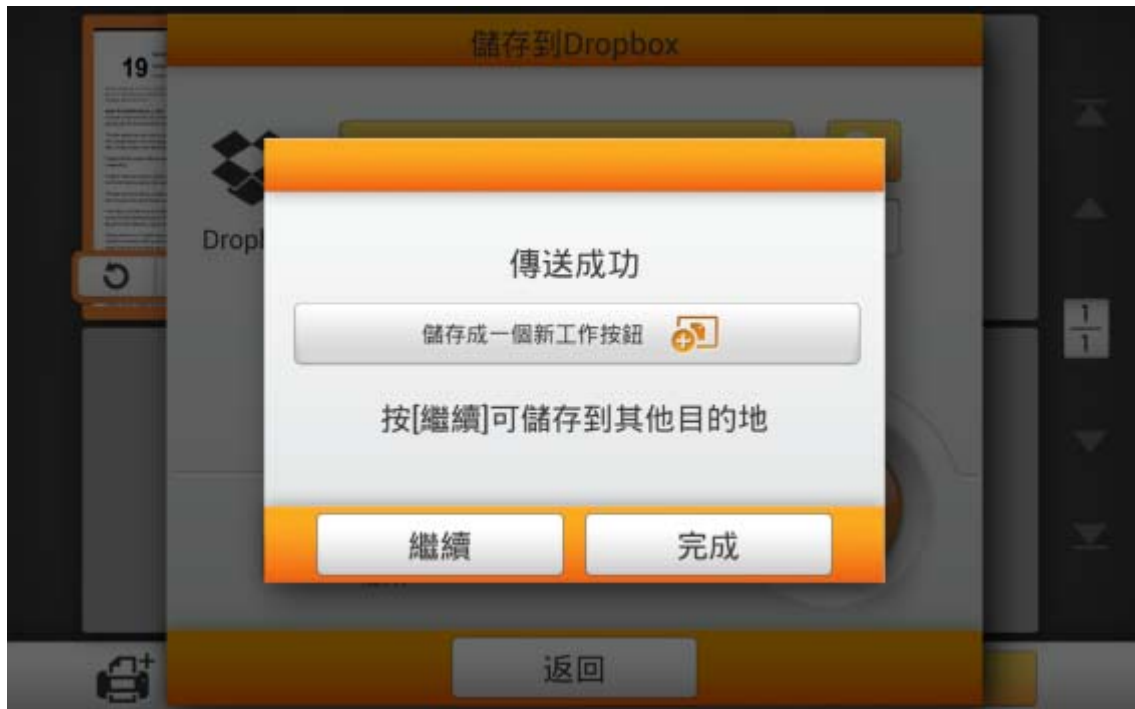 儲存到Dropbox
19
Dropb
傳送成功
儲存成一個新工作按鈕
按[繼續]可儲存到其他目的地
1
1
繼續
完成
返回